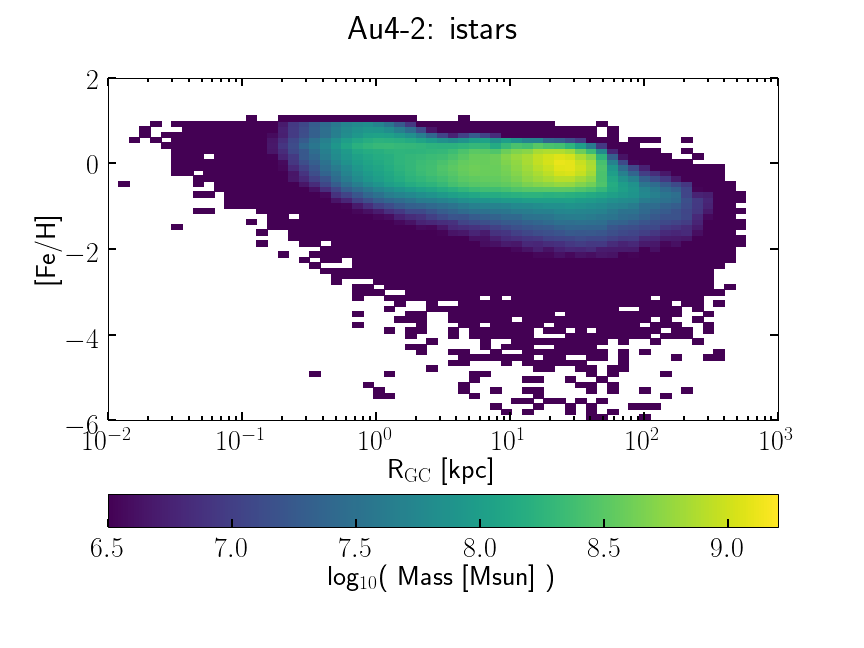 Au4-2: istars
2
0
−2
−4
−6
[Fe/H]
10⁻² 10⁻¹ 10⁰ 10¹ 10² 10³
R_GC [kpc]
6.5 7.0 7.5 8.0 8.5 9.0
log₁₀( Mass [Msun] )